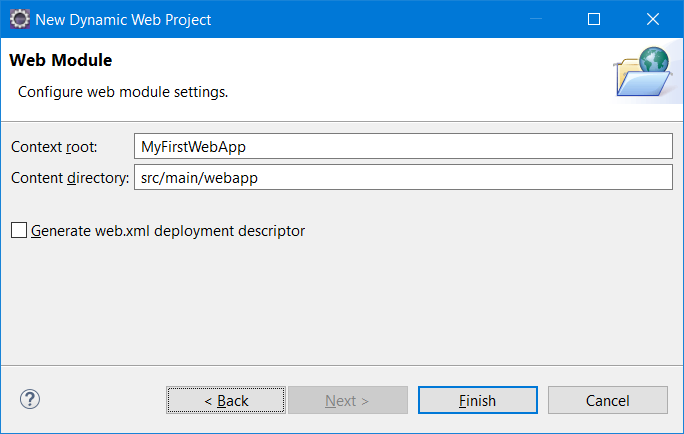 New Dynamic Web Project
Web Module
Configure web module settings.
Context root: MyFirstWebApp
Content directory: src/main/webapp
Generate web.xml deployment descriptor
? < Back Next > Finish Cancel